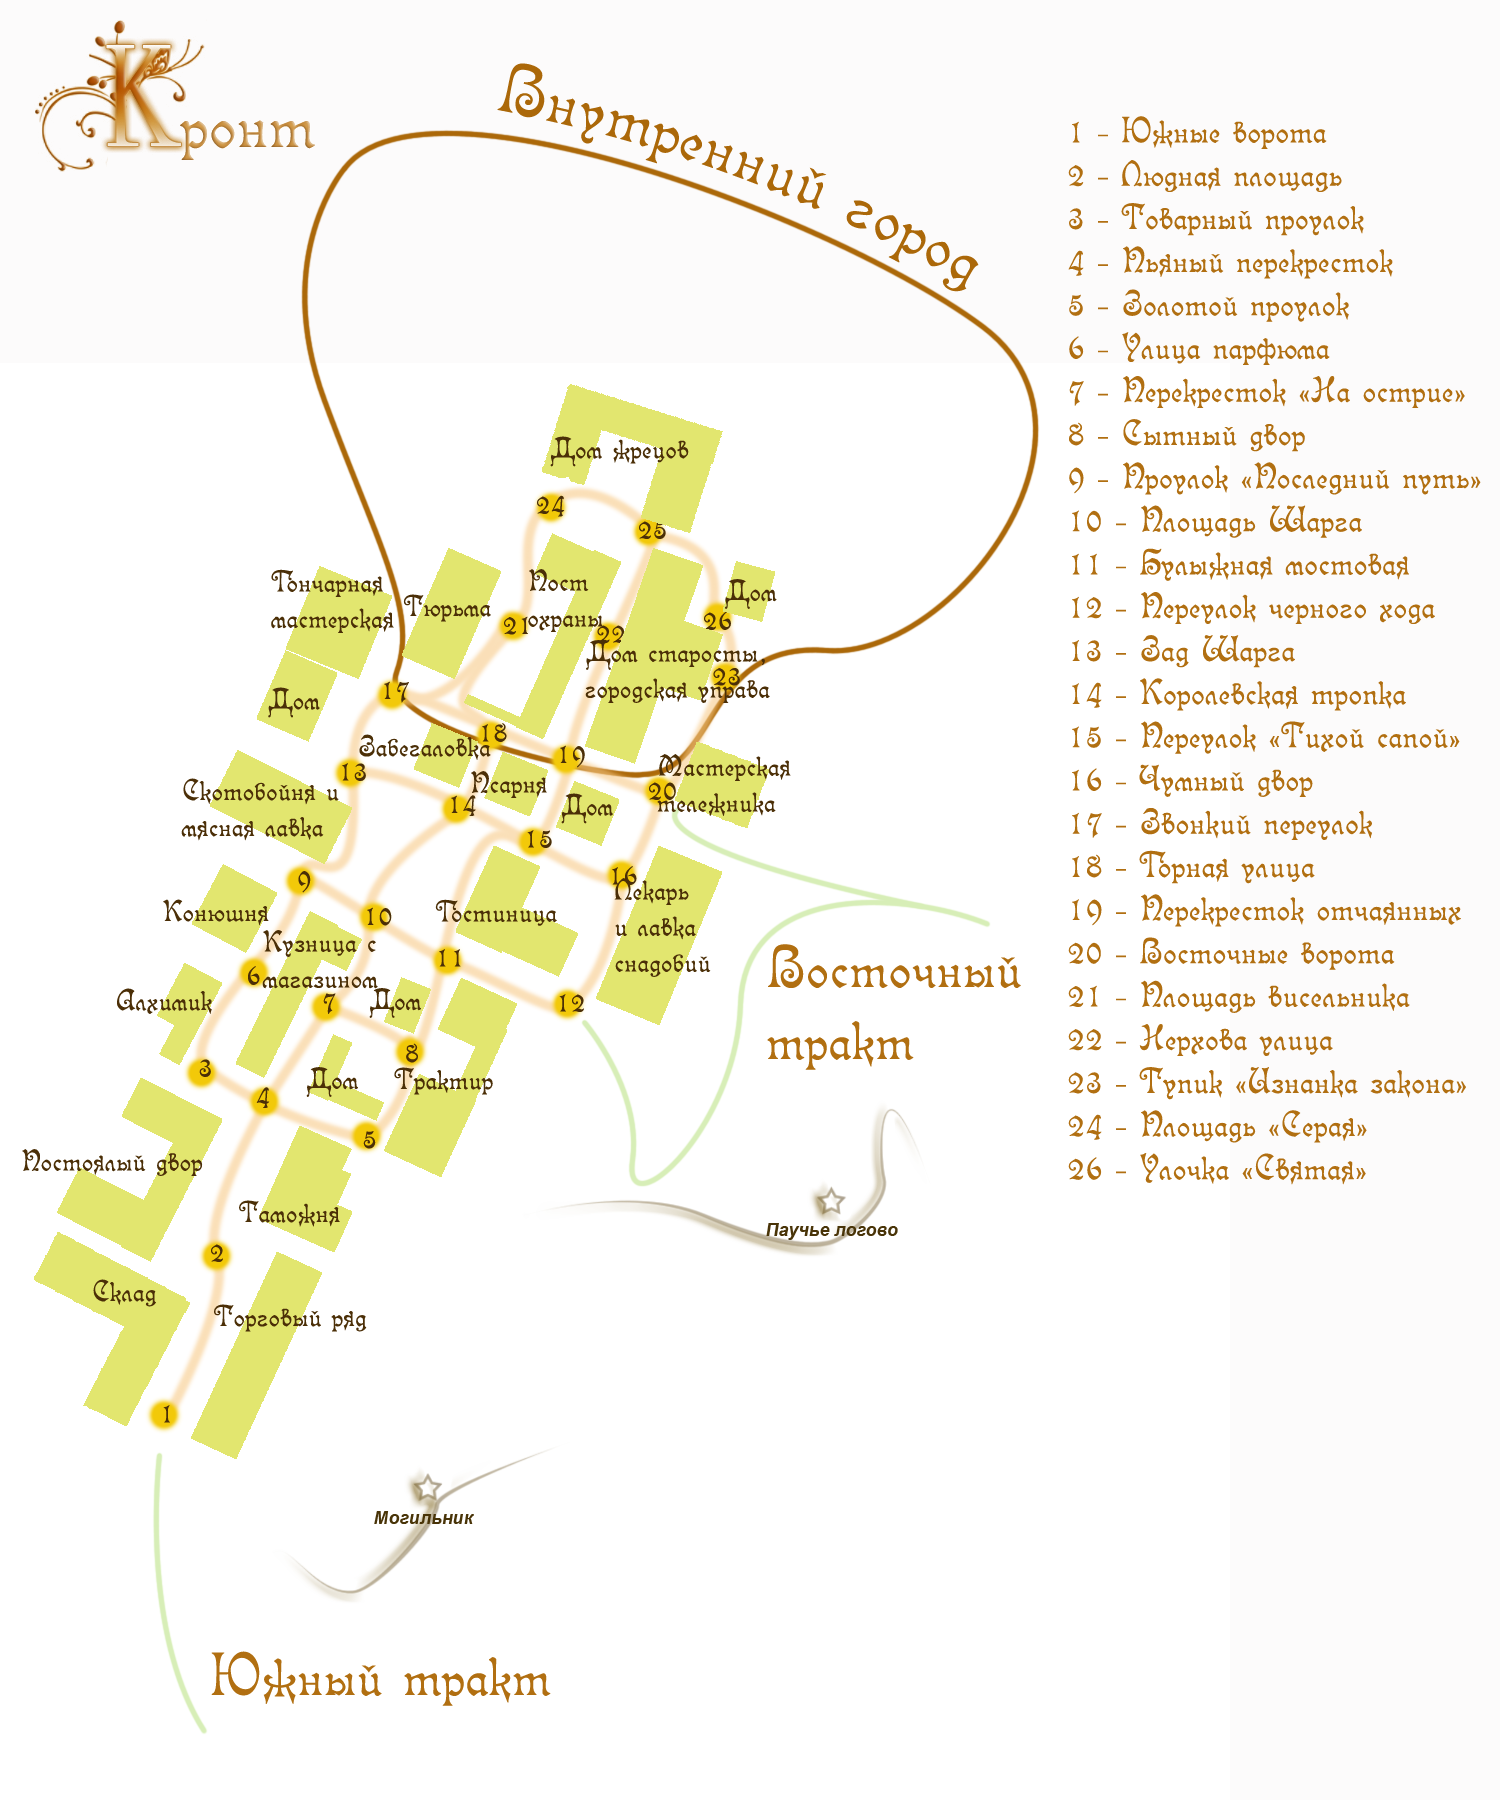 Кронт
Внутренний город
1 - Южные ворота
2 - Людная площадь
3 - Товарный проулок
4 - Пьяный перекресток
5 - Золотой проулок
6 - Улица парфюма
7 - Перекресток «На острие»
8 - Сытный двор
9 - Проулок «Последний путь»
10 - Площадь Шарга
11 - Булыжная мостовая
12 - Переулок черного хода
13 - Зад Шарга
14 - Королевская тропка
15 - Переулок «Тихой сапой»
16 - Чумный двор
17 - Звонкий переулок
18 - Горная улица
19 - Перекресток отчаянных
20 - Восточные ворота
21 - Площадь висельника
22 - Нерхова улица
23 - Тупик «Изнанка закона»
24 - Площадь «Серая»
26 - Улочка «Святая»
Дом жрецов
24
25
Гончарная
мастерская
Тюрьма
Пост
охраны
Дом
21
22
26
Дом старосты,
городская управа
23
17
Дом
18
Забегаловка
19
13
Псарня
Мастерская
тележника
20
Скотобойня и
мясная лавка
14
Дом
15
16
9
Пекарь
и лавка
снадобий
Конюшня
10
Гостиница
Кузница с
магазином
11
6
Восточный
тракт
Алхимик
7
Дом
12
8
3
Дом
Трактир
4
5
Постоялый двор
Таможня
2
Паучье логово
Склад
Торговый ряд
1
Могильник
Южный тракт